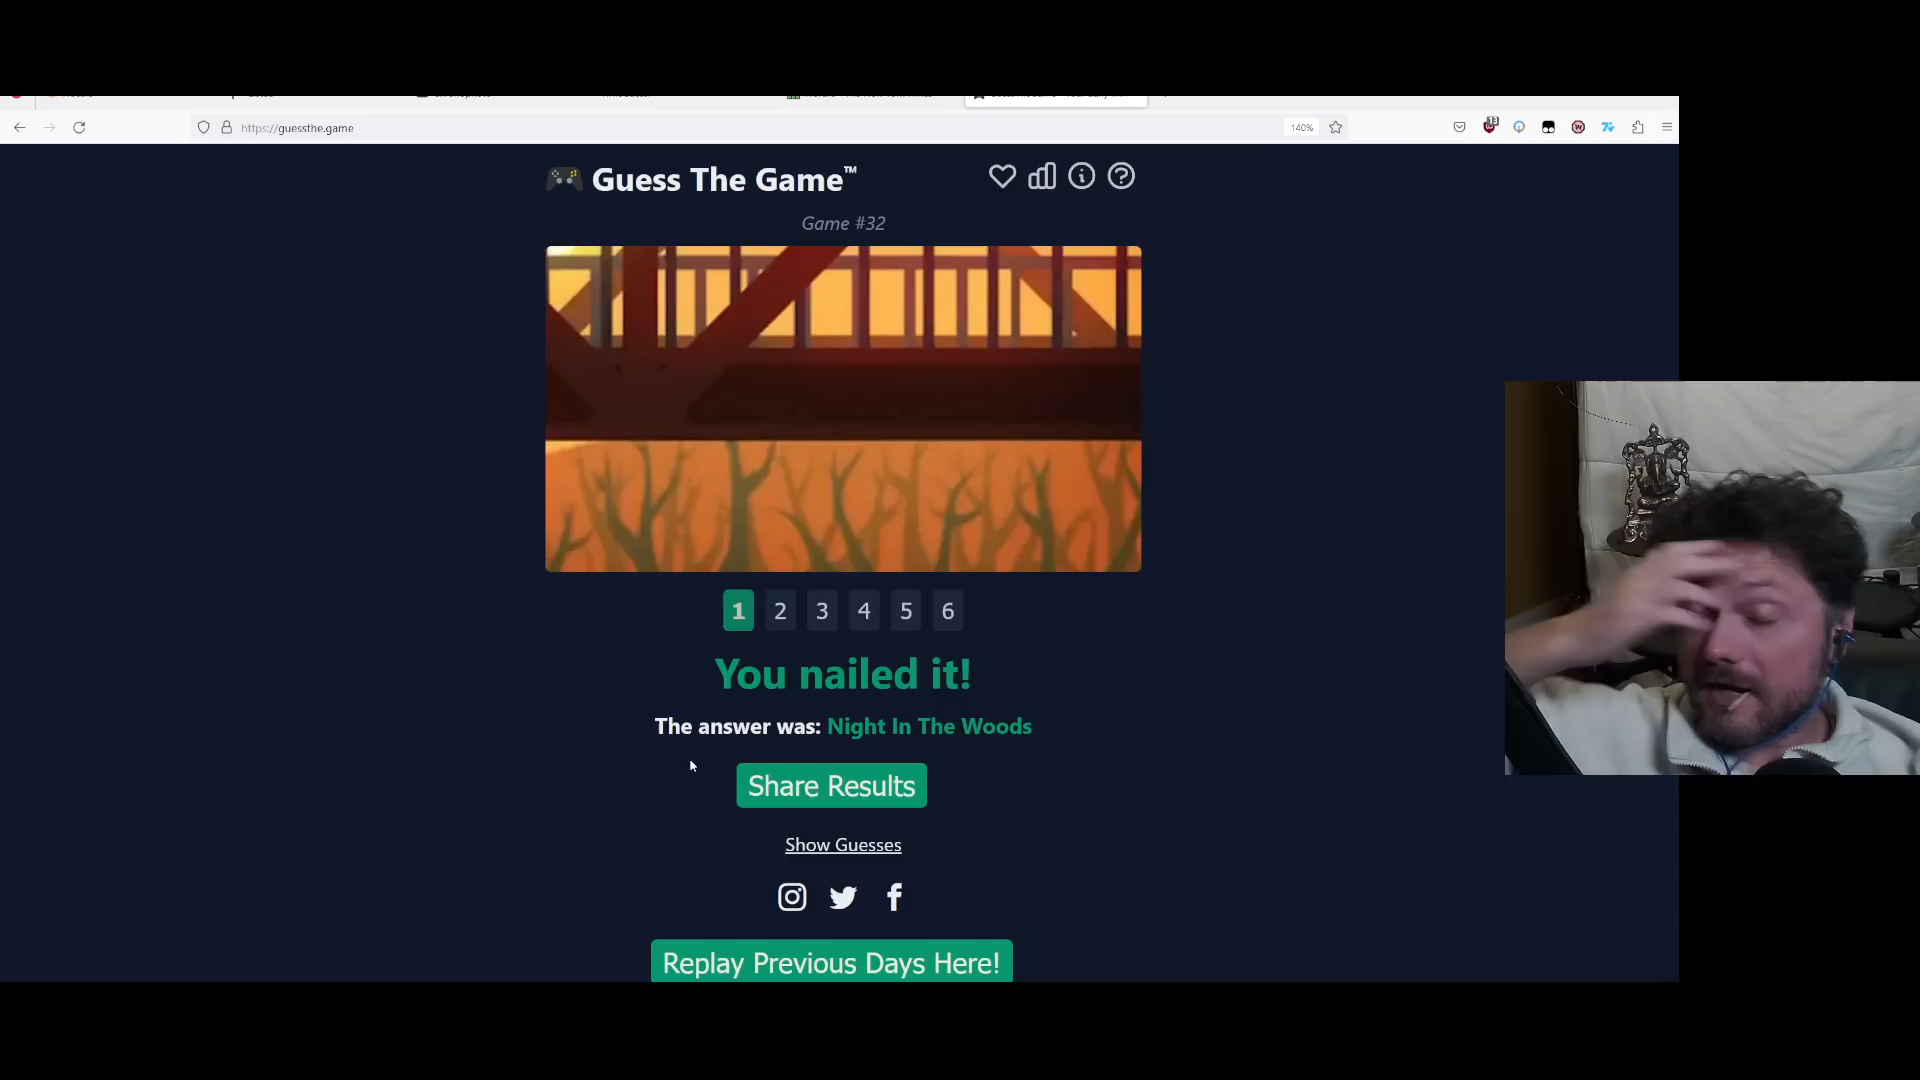 https://guessthe.game
140%
13
Guess The Game™
Game #32
1 2 3 4 5 6
You nailed it!
The answer was: Night In The Woods
Share Results
Show Guesses
Replay Previous Days Here!